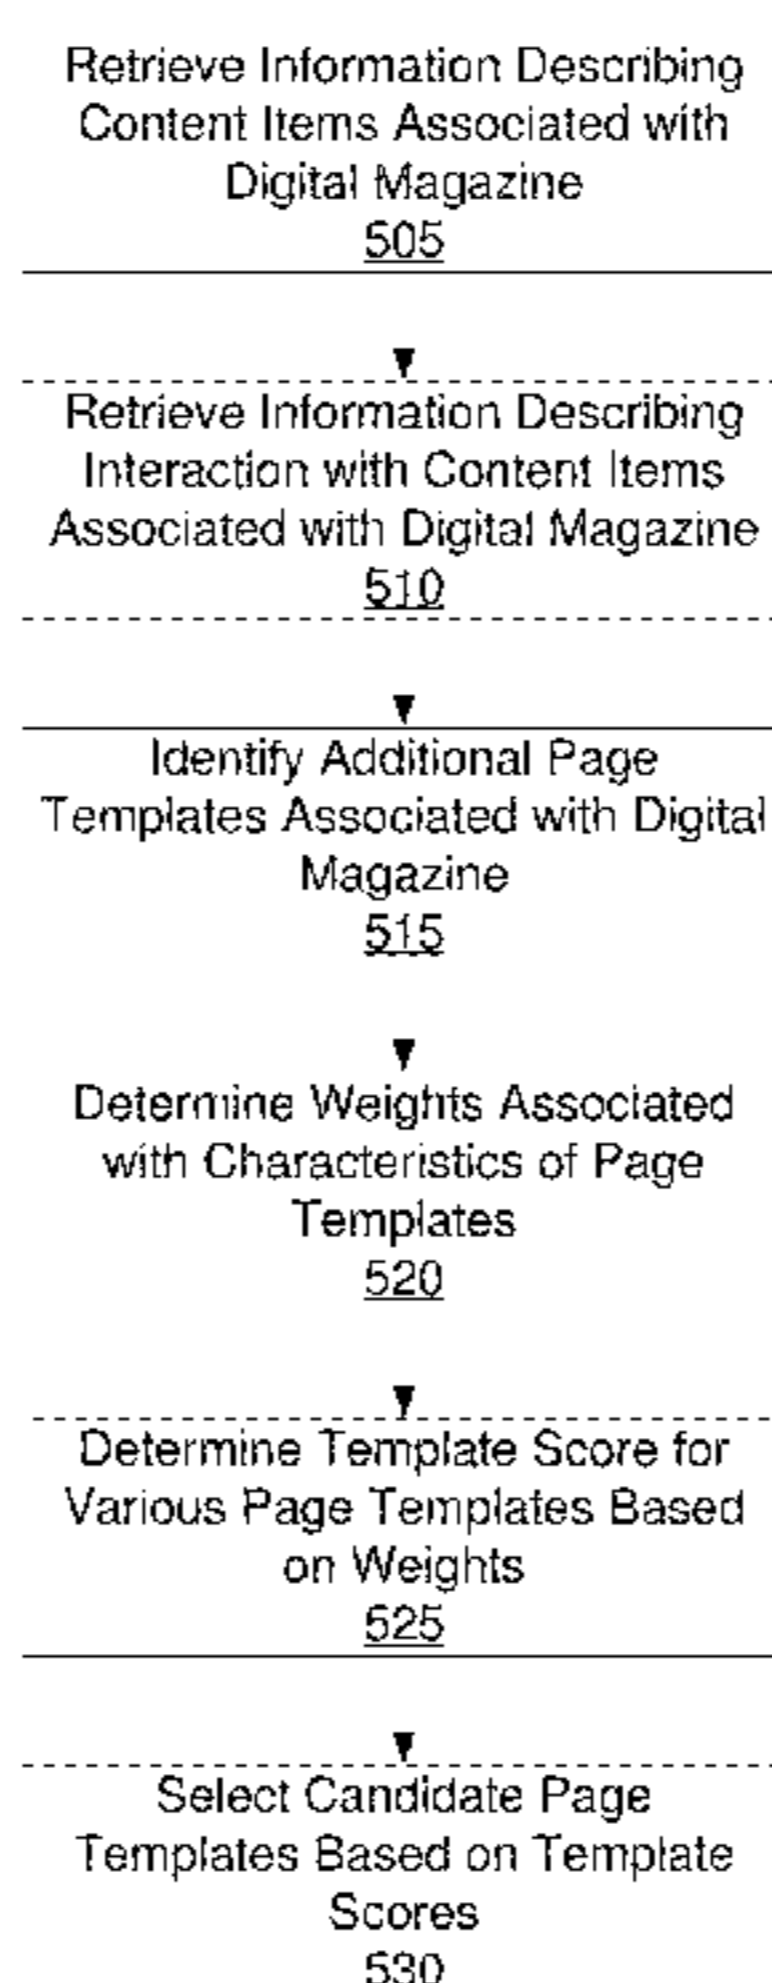 Retrieve Information Describing
Content Items Associated with
Digital Magazine
505
Retrieve Information Describing
Interaction with Content Items
Associated with Digital Magazine
510
Identify Additional Page
Templates Associated with Digital
Magazine
515
Determine Weights Associated
with Characteristics of Page
Templates
520
Determine Template Score for
Various Page Templates Based
on Weights
525
Select Candidate Page
Templates Based on Template
Scores
530